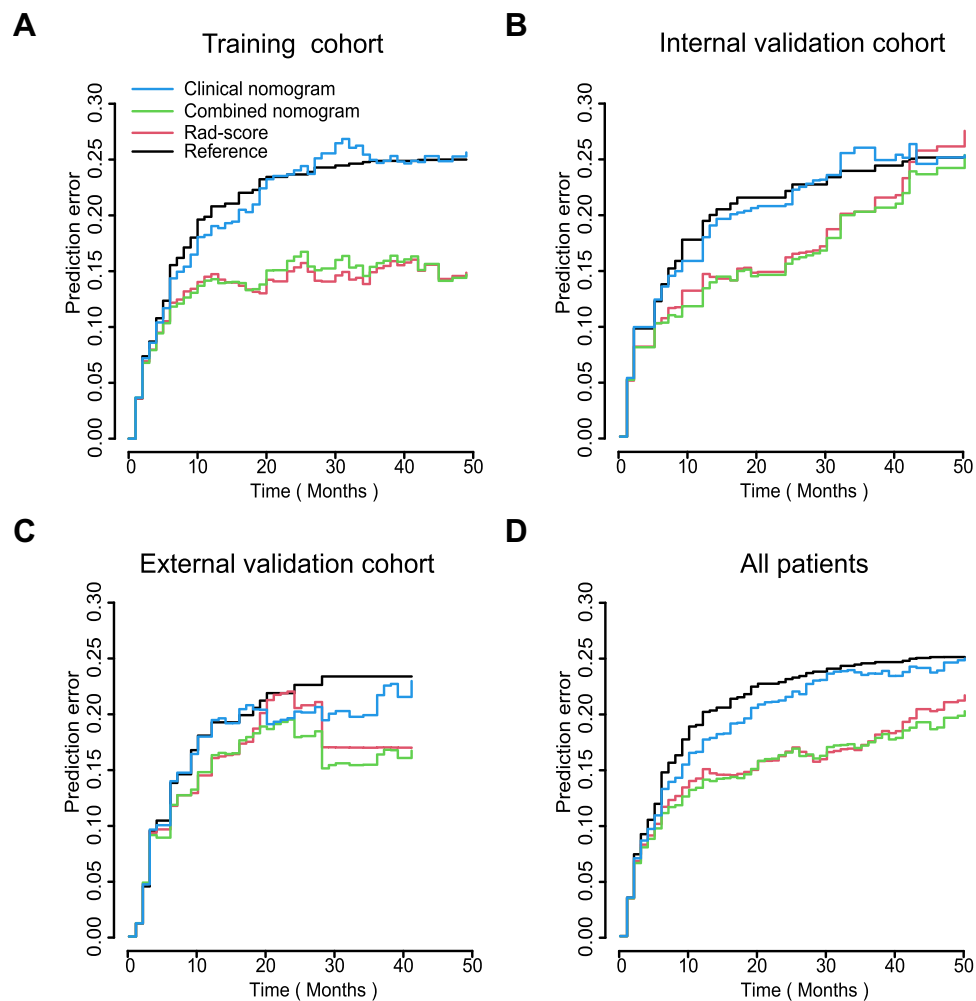 A
Training cohort
Clinical nomogram
Combined nomogram
Rad-score
Reference
Prediction error
0.00 0.05 0.10 0.15 0.20 0.25 0.30
0 10 20 30 40 50
Time ( Months )
B
Internal validation cohort
Prediction error
0.00 0.05 0.10 0.15 0.20 0.25 0.30
0 10 20 30 40 50
Time ( Months )
C
External validation cohort
Prediction error
0.00 0.05 0.10 0.15 0.20 0.25 0.30
0 10 20 30 40 50
Time ( Months )
D
All patients
Prediction error
0.00 0.05 0.10 0.15 0.20 0.25 0.30
0 10 20 30 40 50
Time ( Months )